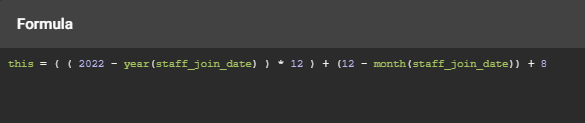 Formula
this = ( ( 2022 - year(staff_join_date) ) * 12 ) + (12 - month(staff_join_date)) + 8